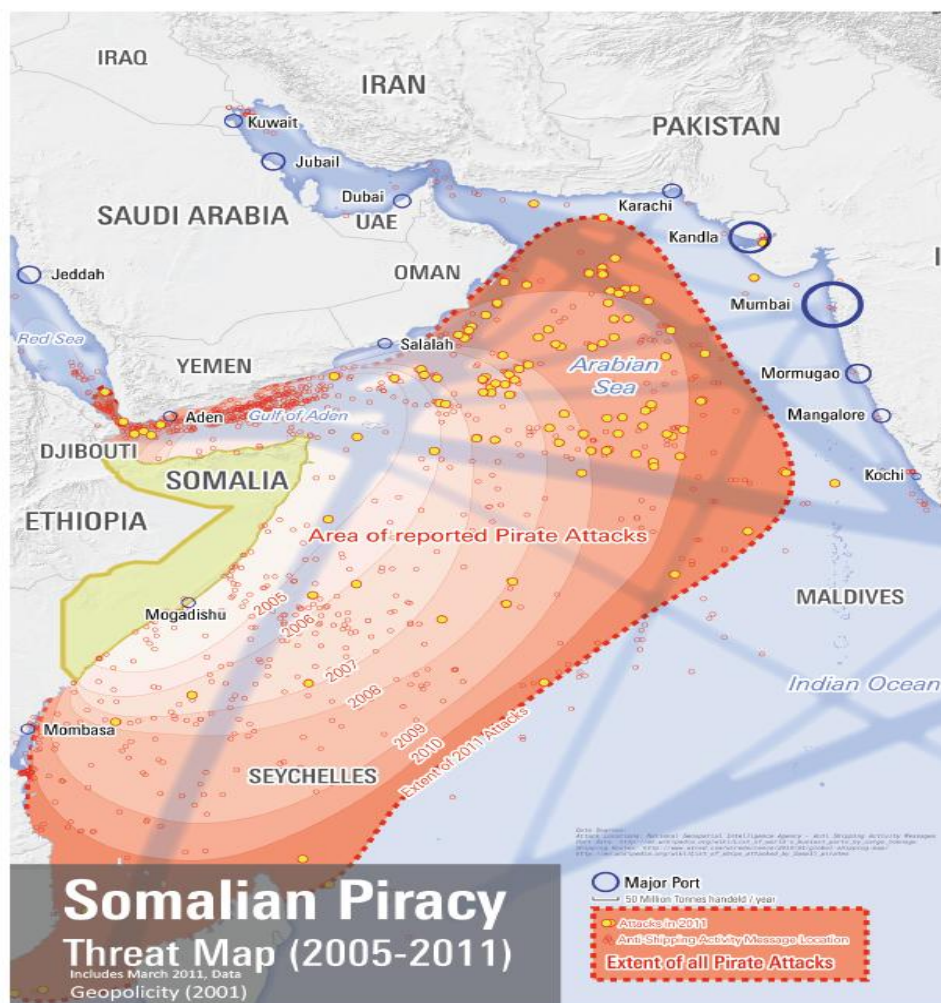 IRAQ
IRAN
Kuwait
PAKISTAN
Jubail
Dubai
UAE
Karachi
SAUDI ARABIA
Kandla
OMAN
Jeddah
Mumbai
Red Sea
Salalah
YEMEN
Arabian
Sea
Mormugao
Aden
Gulf of Aden
Mangalore
DJIBOUTI
SOMALIA
Kochi
ETHIOPIA
Area of reported Pirate Attacks
Mogadishu
2005
2006
MALDIVES
2007
2008
Indian Ocean
Mombasa
2009
2010
Extent of 2011 Attacks
SEYCHELLES
Somalian Piracy
Threat Map (2005-2011)
Includes March 2011, Data
Geopolicity (2001)
Major Port
50 Million Tonnes handeld / year
Attacks in 2011
Anti-Shipping Activity Message Location
Extent of all Pirate Attacks